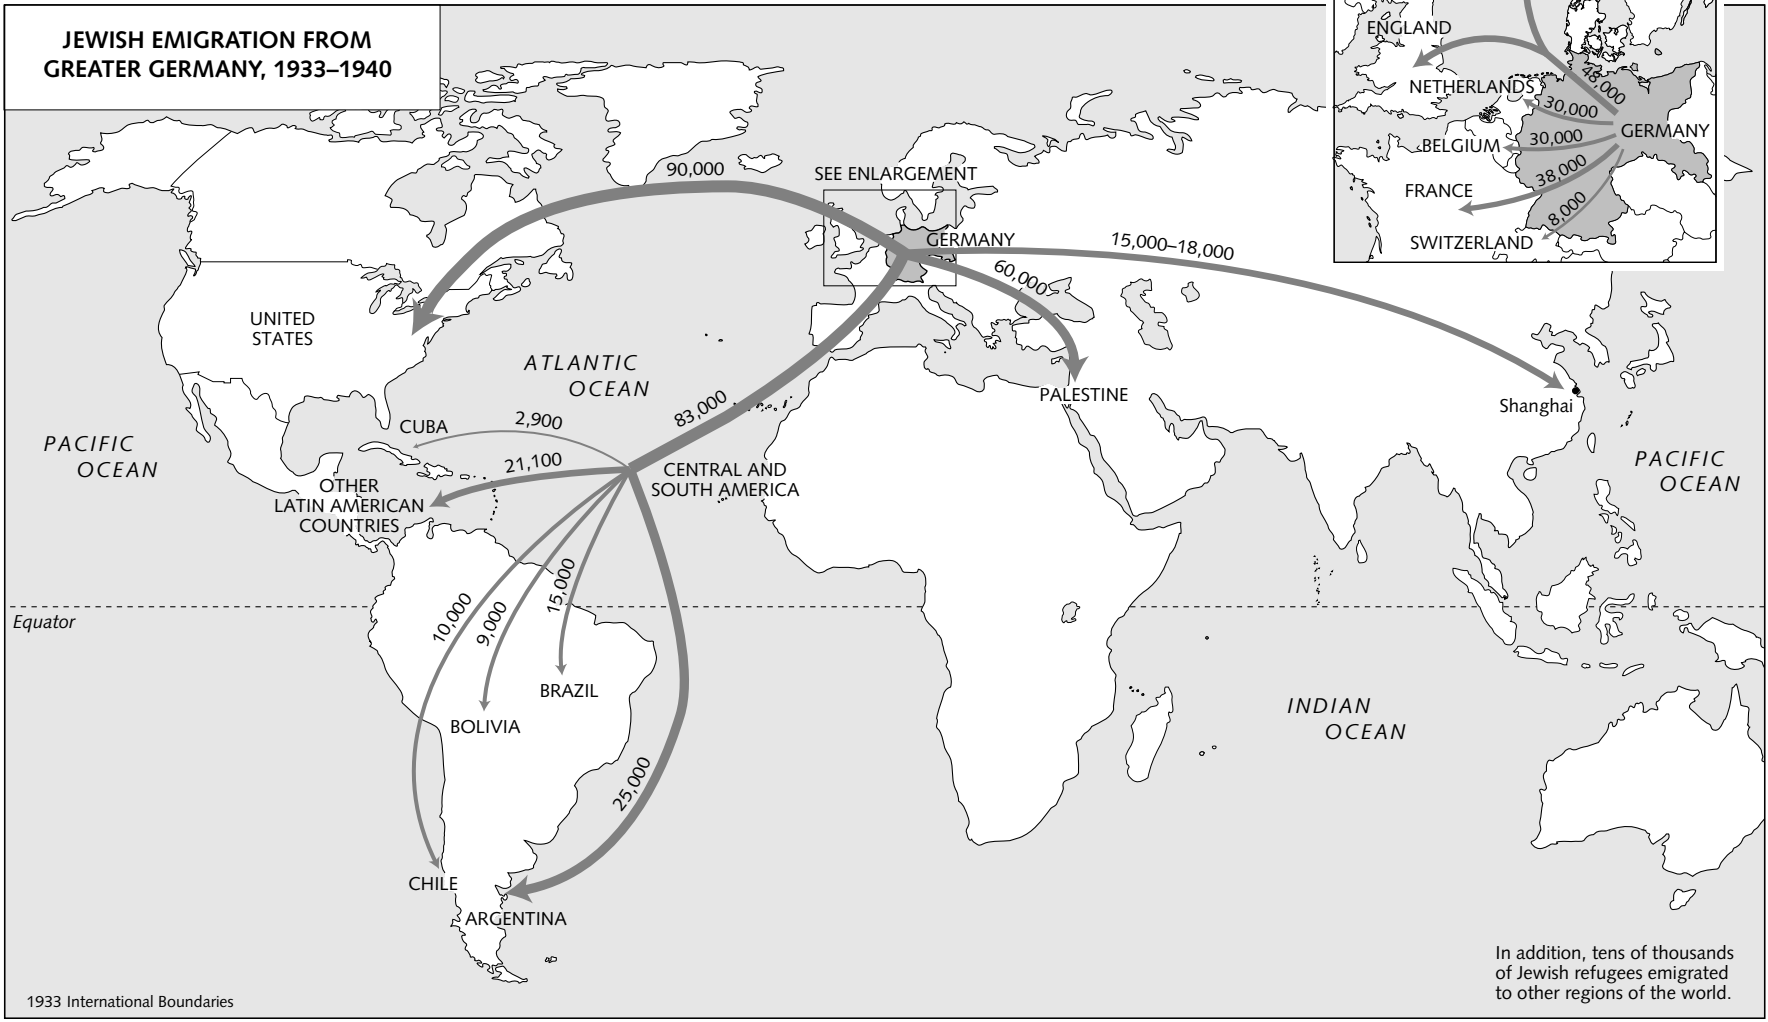 JEWISH EMIGRATION FROM
GREATER GERMANY, 1933–1940
ENGLAND
NETHERLANDS
48,000
30,000
GERMANY
30,000
BELGIUM
38,000
FRANCE
8,000
SWITZERLAND
90,000
SEE ENLARGEMENT
GERMANY
15,000–18,000
60,000
UNITED
STATES
ATLANTIC
OCEAN
PALESTINE
Shanghai
83,000
2,900
CUBA
PACIFIC
OCEAN
21,100
CENTRAL AND
SOUTH AMERICA
PACIFIC
OCEAN
OTHER
LATIN AMERICAN
COUNTRIES
10,000
9,000
15,000
Equator
BRAZIL
BOLIVIA
INDIAN
OCEAN
25,000
CHILE
ARGENTINA
In addition, tens of thousands
of Jewish refugees emigrated
to other regions of the world.
1933 International Boundaries